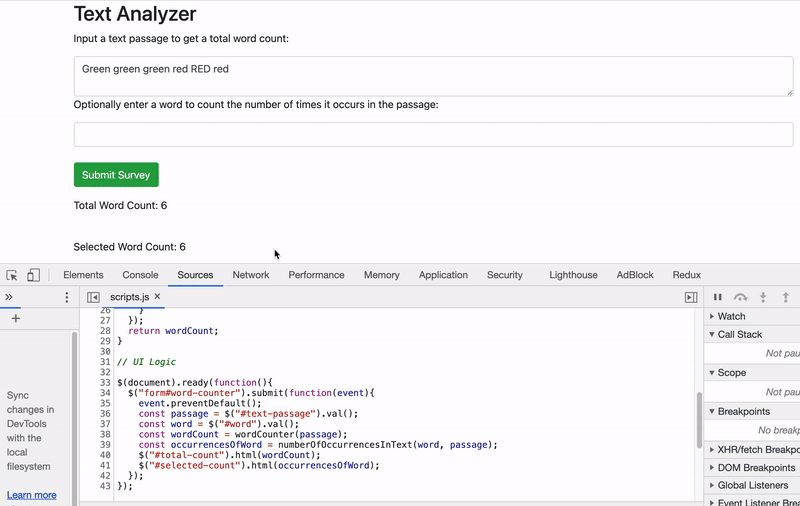 Text Analyzer
Input a text passage to get a total word count:
Green green green red RED red
Optionally enter a word to count the number of times it occurs in the passage:
Submit Survey
Total Word Count: 6
Selected Word Count: 6
Elements Console Sources Network Performance Memory Application Security Lighthouse AdBlock Redux
» scripts.js ×
+
Sync
changes in
DevTools
with the
local
filesystem
Learn more
26 }
27 });
28 return wordCount;
29 }
30
31 // UI Logic
32
33 $(document).ready(function(){
34 $("form#word-counter").submit(function(event){
35 event.preventDefault();
36 const passage = $("#text-passage").val();
37 const word = $("#word").val();
38 const wordCount = wordCounter(passage);
39 const occurrencesOfWord = numberOfOccurrencesInText(word, passage);
40 $("#total-count").html(wordCount);
41 $("#selected-count").html(occurrencesOfWord);
42 });
43 });
Watch
Call Stack
Not pau
Scope
Not pau
Breakpoints
No breakp
XHR/fetch Breakpo
DOM Breakpoints
Global Listeners
Event Listener Brea